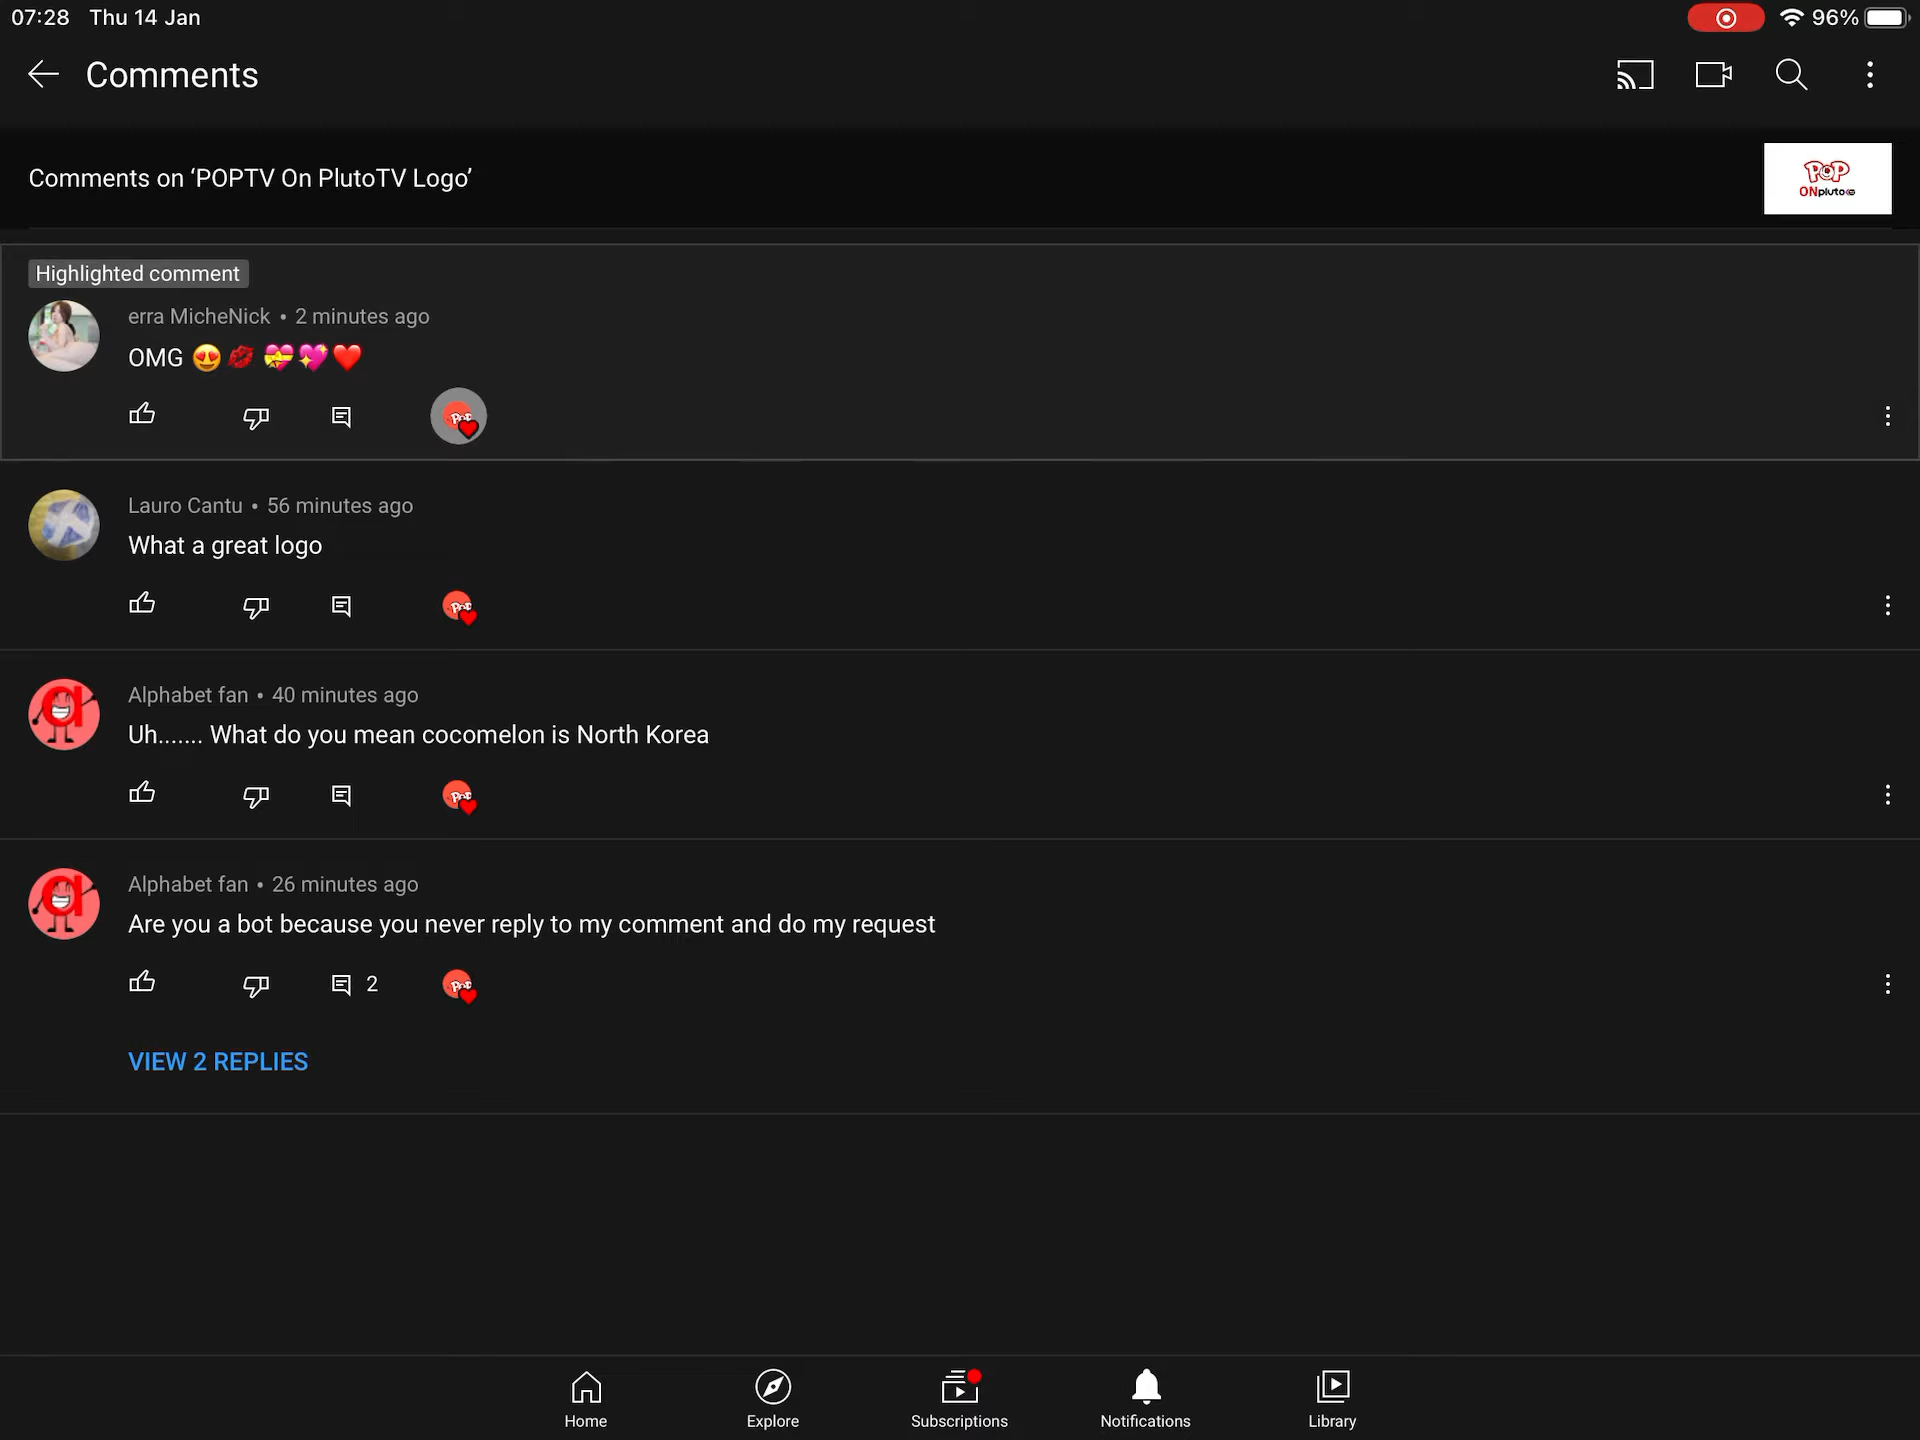 07:28 Thu 14 Jan 96%
Comments
Comments on ‘POPTV On PlutoTV Logo’
POP
ONpluto
Highlighted comment
erra MicheNick • 2 minutes ago
OMG 😍💋 💝💖❤️
Lauro Cantu • 56 minutes ago
What a great logo
Alphabet fan • 40 minutes ago
Uh....... What do you mean cocomelon is North Korea
Alphabet fan • 26 minutes ago
Are you a bot because you never reply to my comment and do my request
2
VIEW 2 REPLIES
Home Explore Subscriptions Notifications Library